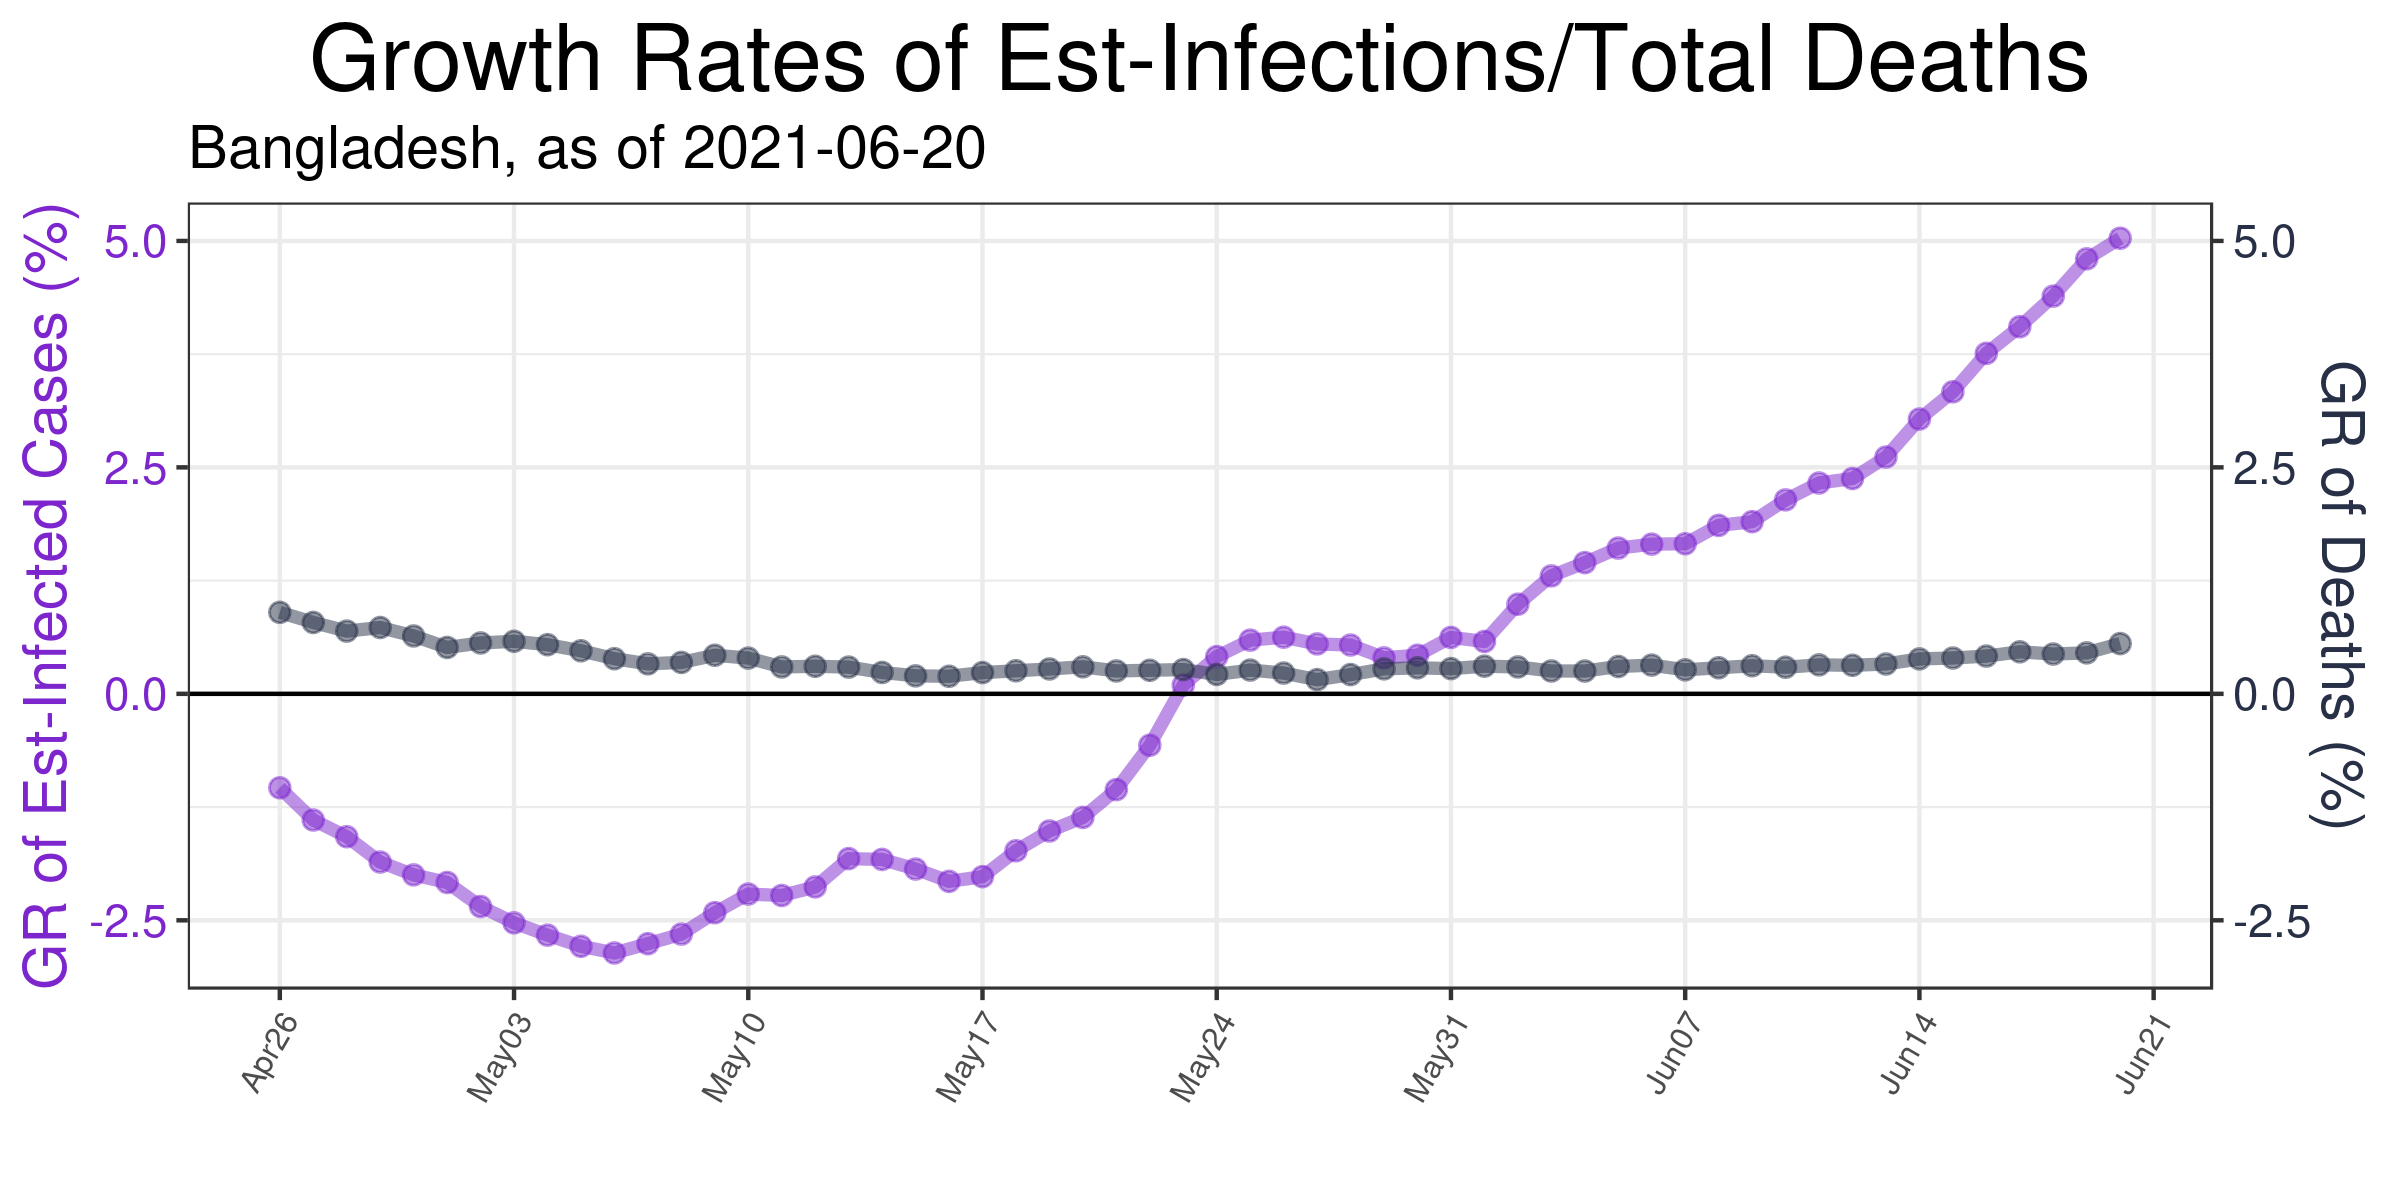 Growth Rates of Est-Infections/Total Deaths
Bangladesh, as of 2021-06-20
GR of Est-Infected Cases (%)
5.0
2.5
0.0
-2.5
5.0
2.5
0.0
-2.5
GR of Deaths (%)
Apr26
May03
May10
May17
May24
May31
Jun07
Jun14
Jun21